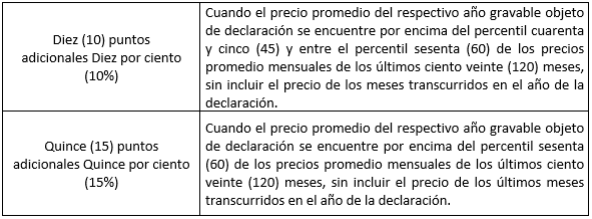 Diez (10) puntos
adicionales Diez por ciento
(10%)
Cuando el precio promedio del respectivo año gravable objeto
de declaración se encuentre por encima del percentil cuarenta
y cinco (45) y entre el percentil sesenta (60) de los precios
promedio mensuales de los últimos ciento veinte (120) meses,
sin incluir el precio de los meses transcurridos en el año de la
declaración.
Quince (15) puntos
adicionales Quince por ciento
(15%)
Cuando el precio promedio del respectivo año gravable objeto
de declaración se encuentre por encima del percentil sesenta
(60) de los precios promedio mensuales de los últimos ciento
veinte (120) meses, sin incluir el precio de los últimos meses
transcurridos en el año de la declaración.